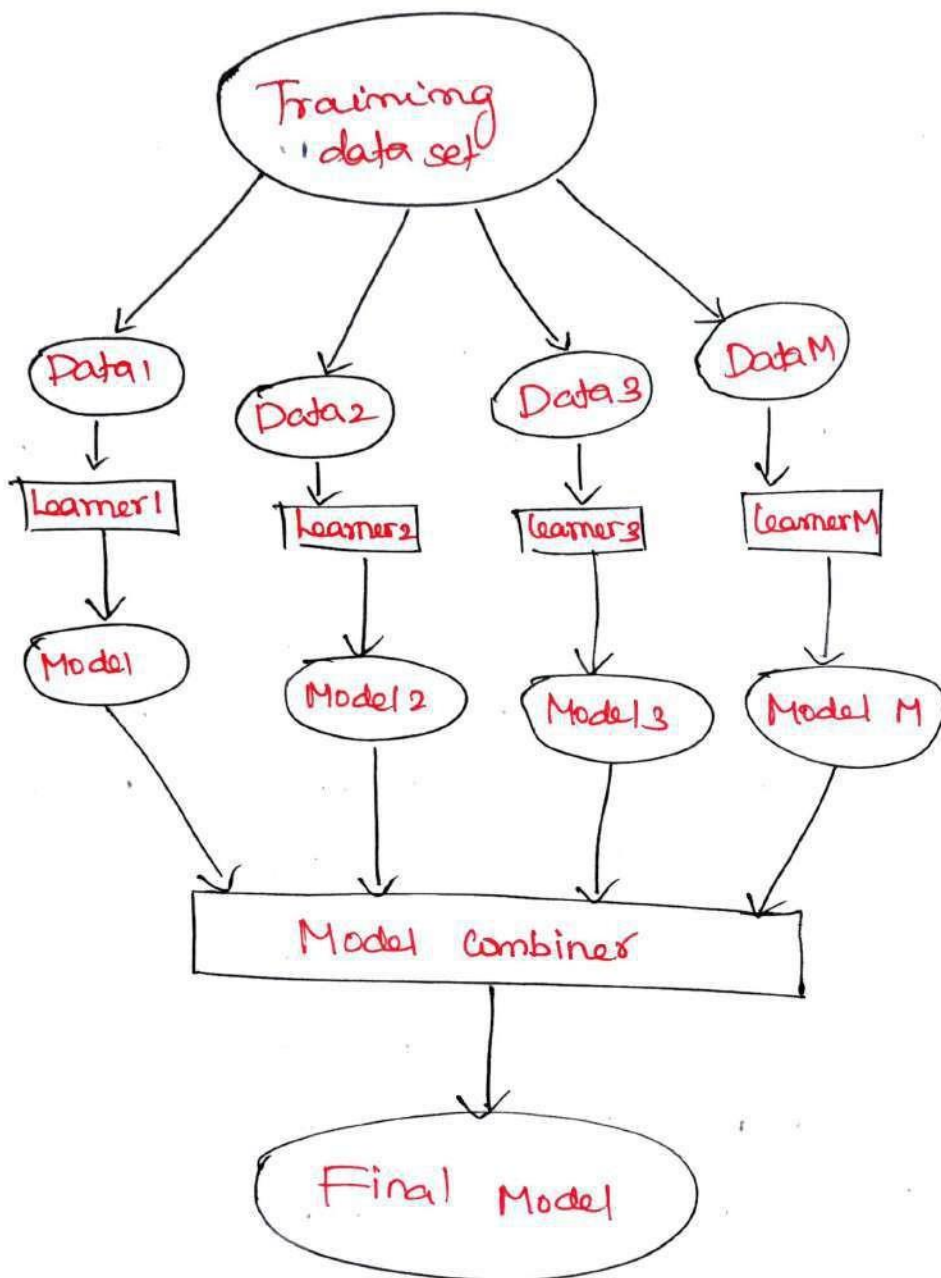 Training
data set
Data1
Data2
Data3
DataM
Learner1
Learner2
learner3
learnerM
Model
Model 2
Model 3
Model M
Model Combiner
Final Model